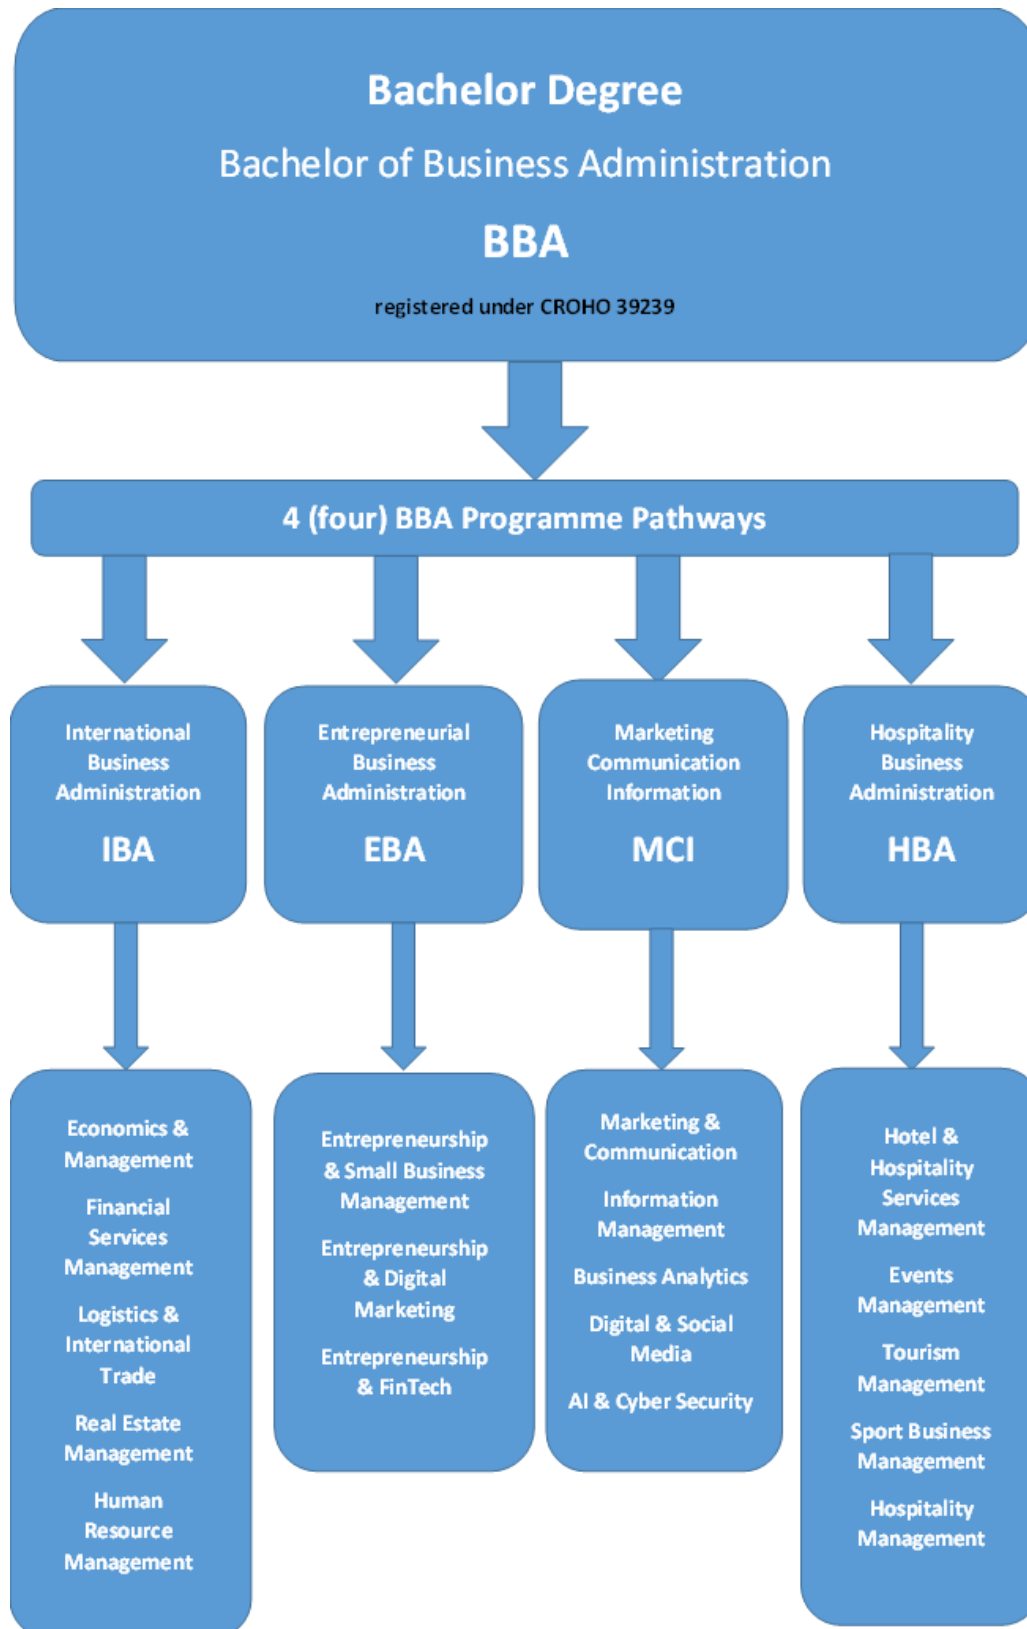 Bachelor Degree
Bachelor of Business Administration
BBA
registered under CROHO 39239
4 (four) BBA Programme Pathways
International
Business
Administration
IBA
Entrepreneurial
Business
Administration
EBA
Marketing
Communication
Information
MCI
Hospitality
Business
Administration
HBA
Economics &
Management
Financial
Services
Management
Logistics &
International
Trade
Real Estate
Management
Human
Resource
Management
Entrepreneurship
& Small Business
Management
Entrepreneurship
& Digital
Marketing
Entrepreneurship
& FinTech
Marketing &
Communication
Information
Management
Business Analytics
Digital & Social
Media
AI & Cyber Security
Hotel &
Hospitality
Services
Management
Events
Management
Tourism
Management
Sport Business
Management
Hospitality
Management